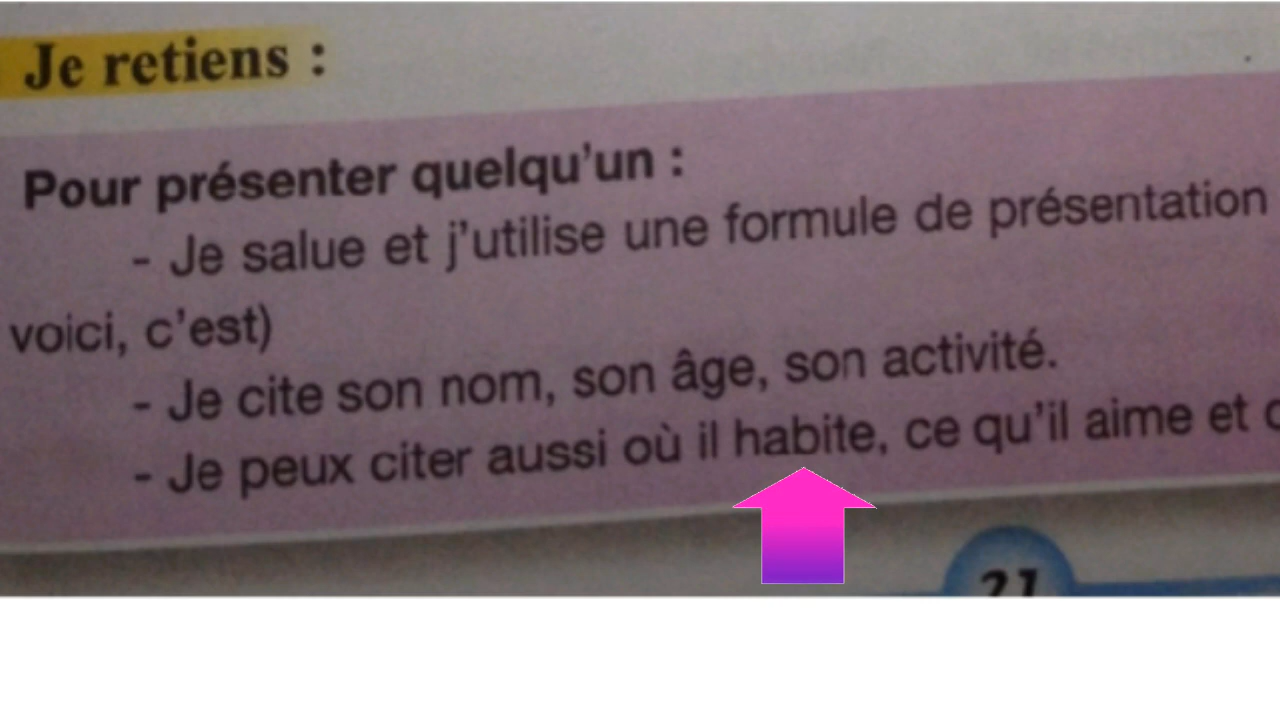 Je retiens :
Pour présenter quelqu'un :
- Je salue et j'utilise une formule de présentation
voici, c'est)
- Je cite son nom, son âge, son activité.
- Je peux citer aussi où il habite, ce qu'il aime et
21